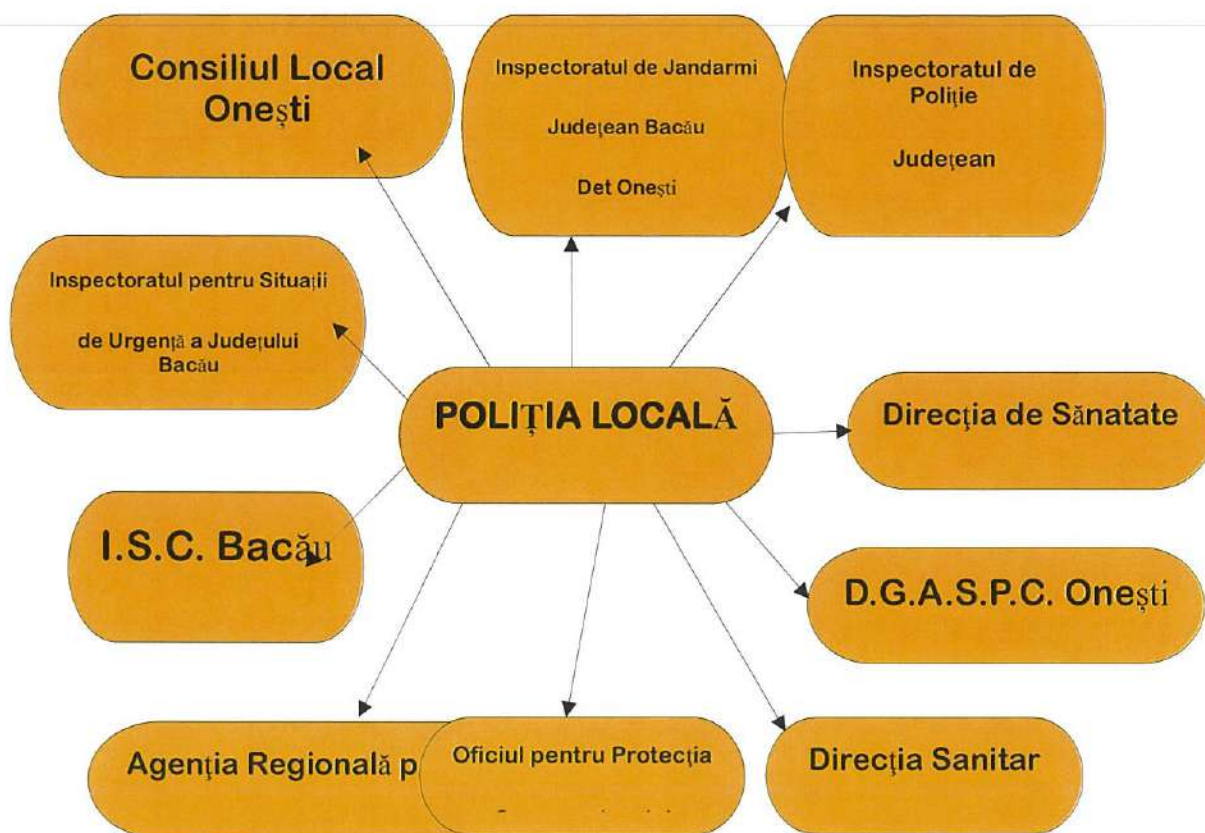 Consiliul Local
Onești
Inspectoratul de Jandarmi
Județean Bacău
Det Onești
Inspectoratul de
Poliție
Județean
Inspectoratul pentru Situații
de Urgență a Județului
Bacău
POLIȚIA LOCALĂ
Direcția de Sănatate
I.S.C. Bacău
D.G.A.S.P.C. Onești
Agenția Regională p
Oficiul pentru Protecția
Direcția Sanitar